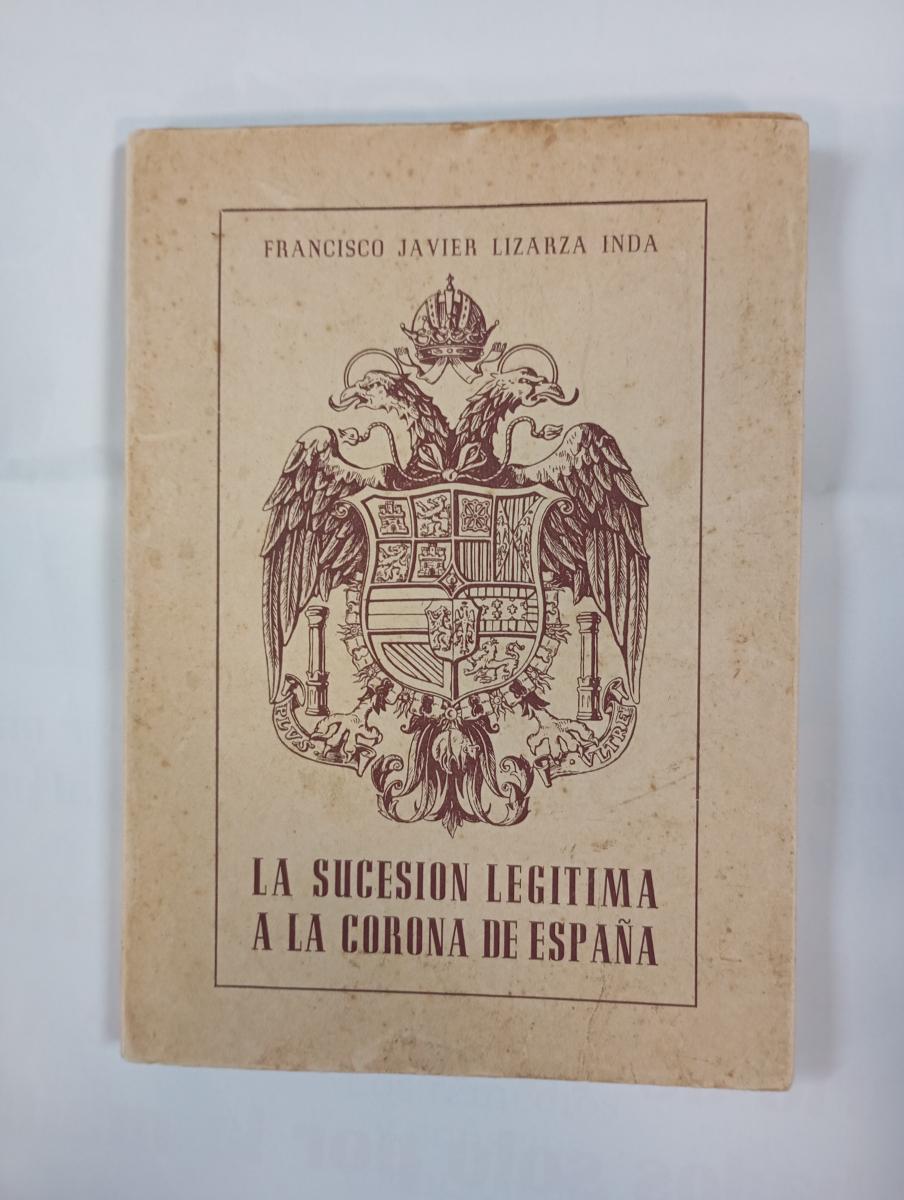 FRANCISCO JAVIER LIZARZA INDA
PLVS
VLTRE
LA SUCESION LEGITIMA
A LA CORONA DE ESPAÑA